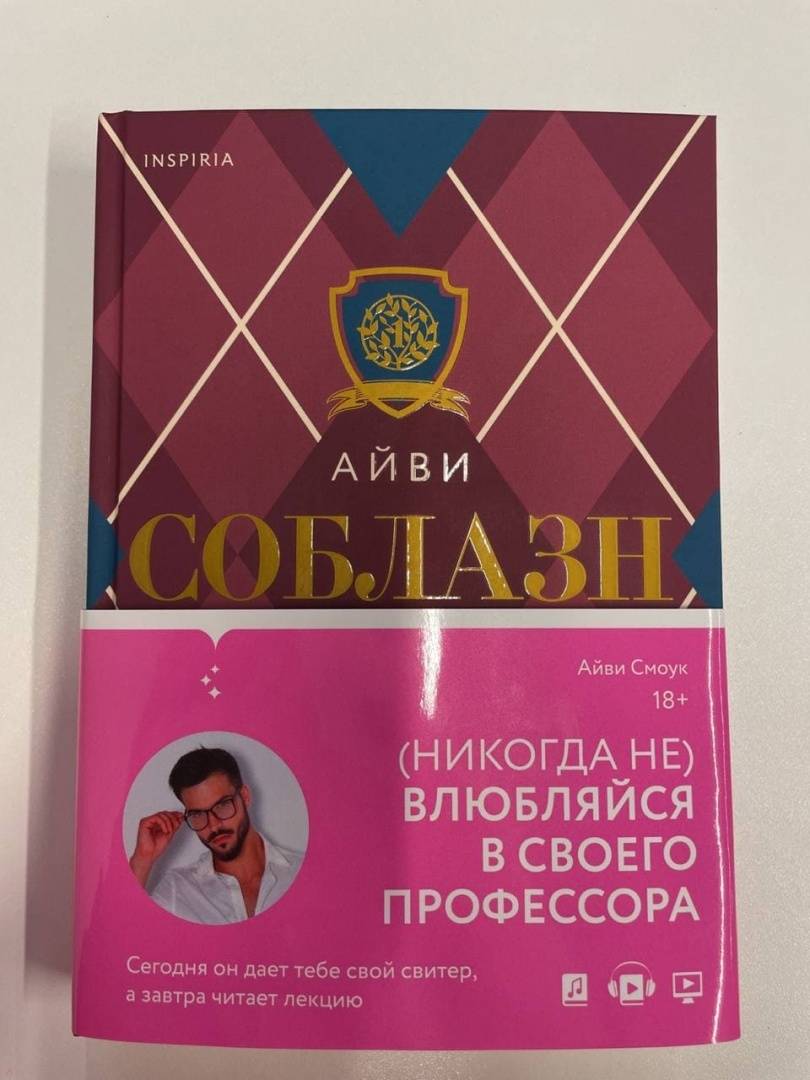 INSPIRIA
АЙВИ
СОБЛАЗН
Айви Смоук
18+
(НИКОГДА НЕ)
ВЛЮБЛЯЙСЯ
В СВОЕГО
ПРОФЕССОРА
Сегодня он дает тебе свой свитер,
а завтра читает лекцию